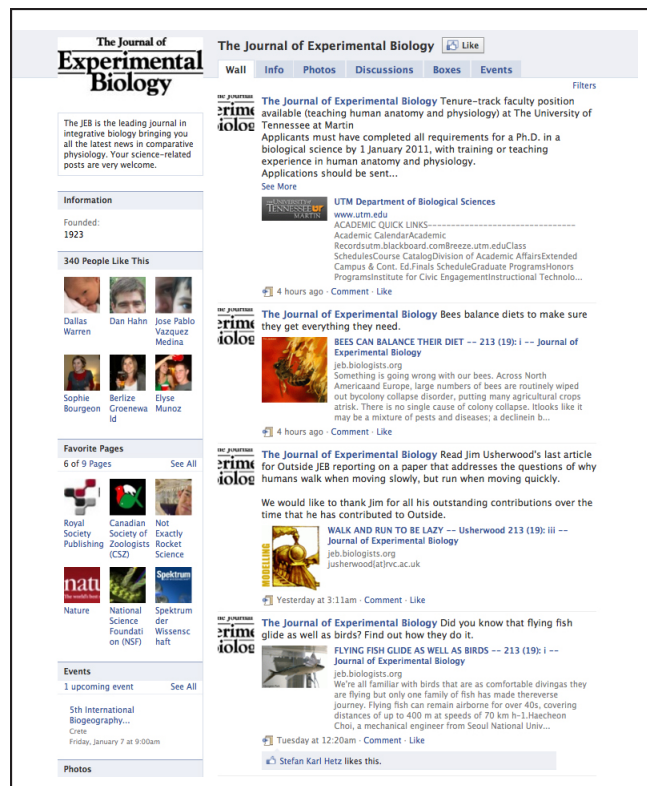 The Journal of
Experimental
Biology
The JEB is the leading journal in
integrative biology bringing you
all the latest news in comparative
physiology. Your science-related
posts are very welcome.
Information
Founded:
1923
340 People Like This
Dallas
Warren
Dan Hahn
Jose Pablo
Vazquez
Medina
Sophie
Bourgeon
Berlize
Groenewa
ld
Elyse
Munoz
Favorite Pages
6 of 9 Pages
See All
Royal
Society
Publishing
Canadian
Society of
Zoologists
(CSZ)
Not
Exactly
Rocket
Science
natu
Spektrum
Nature
National
Science
Foundati
on (NSF)
Spektrum
der
Wissensc
haft
Events
1 upcoming event
See All
5th International
Biogeography...
Crete
Friday, January 7 at 9:00am
Photos
The Journal of Experimental Biology
Like
Wall Info Photos Discussions Boxes Events
Filters
The Journal of Experimental Biology Tenure-track faculty position
available (teaching human anatomy and physiology) at The University of
Tennessee at Martin
Applicants must have completed all requirements for a Ph.D. in a
biological science by 1 January 2011, with training or teaching
experience in human anatomy and physiology.
Applications should be sent...
See More
THE UNIVERSITY OF
TENNESSEE UT
MARTIN
UTM Department of Biological Sciences
www.utm.edu
ACADEMIC QUICK LINKS--------------------------------
Academic CalendarAcademic
Recordsutm.blackboard.comBreeze.utm.eduClass
SchedulesCourse CatalogDivision of Academic AffairsExtended
Campus & Cont. Ed.Finals ScheduleGraduate ProgramsHonors
ProgramsInstitute for Civic EngagementInstructional Technolo...
4 hours ago · Comment · Like
The Journal of Experimental Biology Bees balance diets to make sure
they get everything they need.
BEES CAN BALANCE THEIR DIET -- 213 (19): i -- Journal of
Experimental Biology
jeb.biologists.org
Something is going wrong with our bees. Across North
Americaand Europe, large numbers of bees are routinely wiped
out bycolony collapse disorder, putting many agricultural crops
atrisk. There is no single cause of colony collapse. Itlooks like it
may be a mixture of pests and diseases; a declinein b...
4 hours ago · Comment · Like
The Journal of Experimental Biology Read Jim Usherwood's last article
for Outside JEB reporting on a paper that addresses the questions of why
humans walk when moving slowly, but run when moving quickly.
We would like to thank Jim for all his outstanding contributions over the
time that he has contributed to Outside.
MODELLING
WALK AND RUN TO BE LAZY -- Usherwood 213 (19): iii --
Journal of Experimental Biology
jeb.biologists.org
jusherwood{at}rvc.ac.uk
Yesterday at 3:11am · Comment · Like
The Journal of Experimental Biology Did you know that flying fish
glide as well as birds? Find out how they do it.
FLYING FISH GLIDE AS WELL AS BIRDS -- 213 (19): i --
Journal of Experimental Biology
jeb.biologists.org
We're all familiar with birds that are as comfortable divingas they
are flying but only one family of fish has made thereverse
journey. Flying fish can remain airborne for over 40s, covering
distances of up to 400 m at speeds of 70 km h-1.Haecheon
Choi, a mechanical engineer from Seoul National Univ...
Tuesday at 12:20am · Comment · Like
Stefan Karl Hetz likes this.